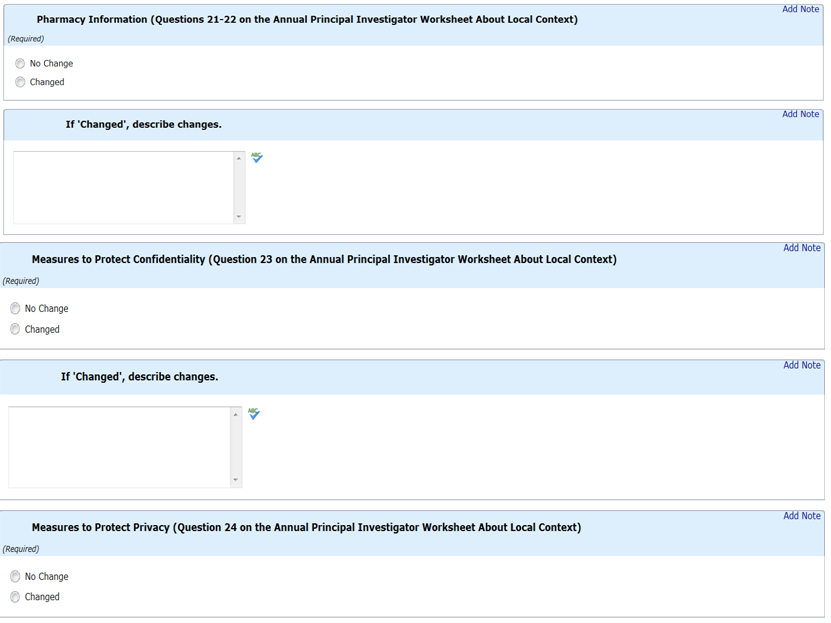 Add Note
Pharmacy Information (Questions 21-22 on the Annual Principal Investigator Worksheet About Local Context)
(Required)
No Change
Changed
Add Note
If 'Changed', describe changes.
ABC
Add Note
Measures to Protect Confidentiality (Question 23 on the Annual Principal Investigator Worksheet About Local Context)
(Required)
No Change
Changed
Add Note
If 'Changed', describe changes.
ABC
Add Note
Measures to Protect Privacy (Question 24 on the Annual Principal Investigator Worksheet About Local Context)
(Required)
No Change
Changed